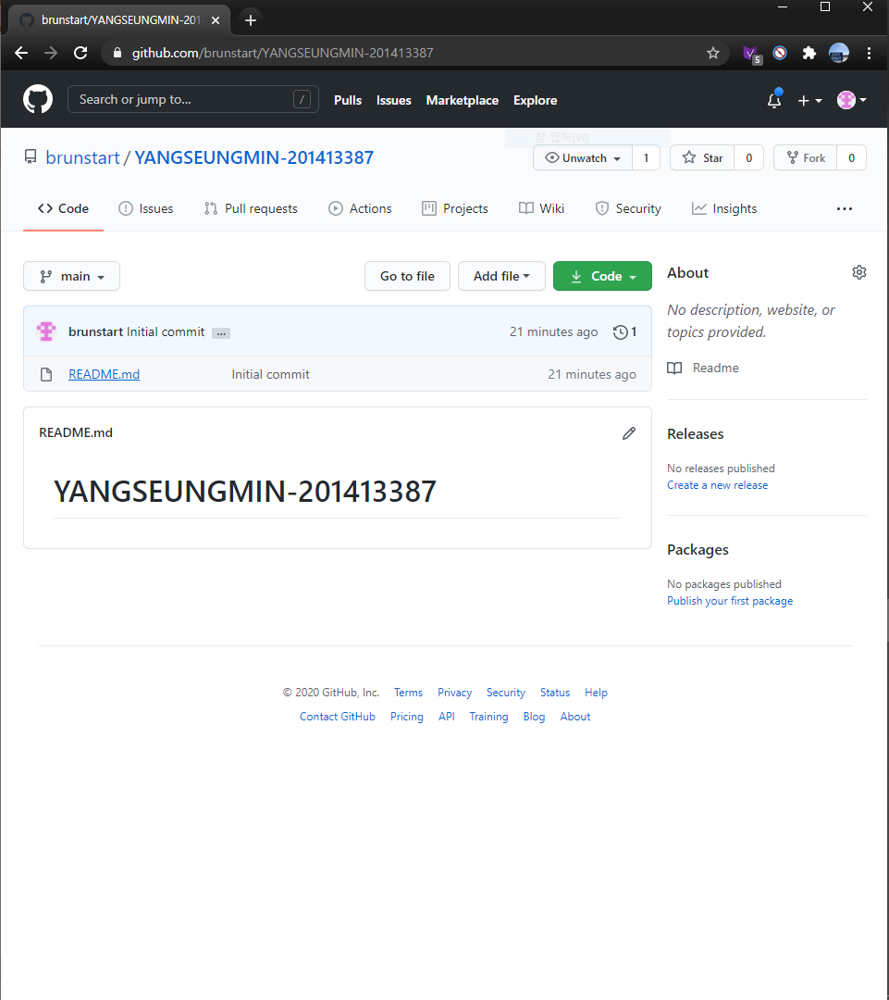 brunstart/YANGSEUNGMIN-201
github.com/brunstart/YANGSEUNGMIN-201413387
5
Search or jump to... /
Pulls Issues Marketplace Explore
창 캡처(W)
brunstart / YANGSEUNGMIN-201413387
Unwatch 1 Star 0 Fork 0
Code Issues Pull requests Actions Projects Wiki Security Insights ...
main Go to file Add file Code
brunstart Initial commit ... 21 minutes ago 1
README.md Initial commit 21 minutes ago
README.md
YANGSEUNGMIN-201413387
About
No description, website, or
topics provided.
Readme
Releases
No releases published
Create a new release
Packages
No packages published
Publish your first package
© 2020 GitHub, Inc. Terms Privacy Security Status Help
Contact GitHub Pricing API Training Blog About